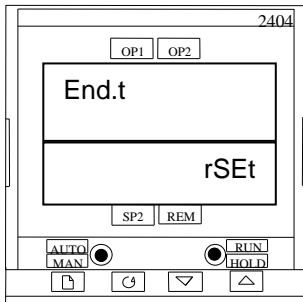 2404
OP1 OP2
End.t
rSEt
SP2 REM
AUTO RUN
MAN HOLD